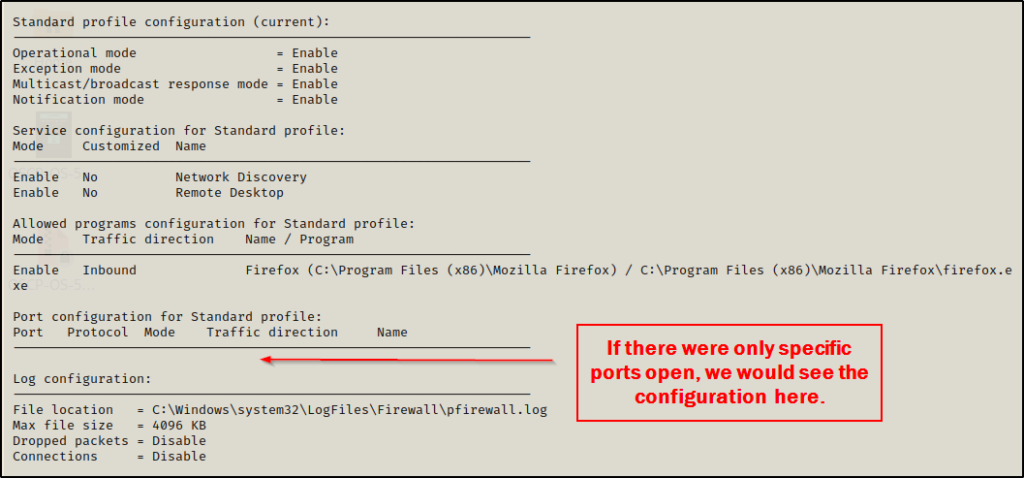 Standard profile configuration (current):
Operational mode = Enable
Exception mode = Enable
Multicast/broadcast response mode = Enable
Notification mode = Enable
Service configuration for Standard profile:
Mode Customized Name
Enable No Network Discovery
Enable No Remote Desktop
Allowed programs configuration for Standard profile:
Mode Traffic direction Name / Program
Enable Inbound Firefox (C:\Program Files (x86)\Mozilla Firefox) / C:\Program Files (x86)\Mozilla Firefox\firefox.e
xe
Port configuration for Standard profile:
Port Protocol Mode Traffic direction Name
If there were only specific
ports open, we would see the
configuration here.
Log configuration:
File location = C:\Windows\system32\LogFiles\Firewall\pfirewall.log
Max file size = 4096 KB
Dropped packets = Disable
Connections = Disable